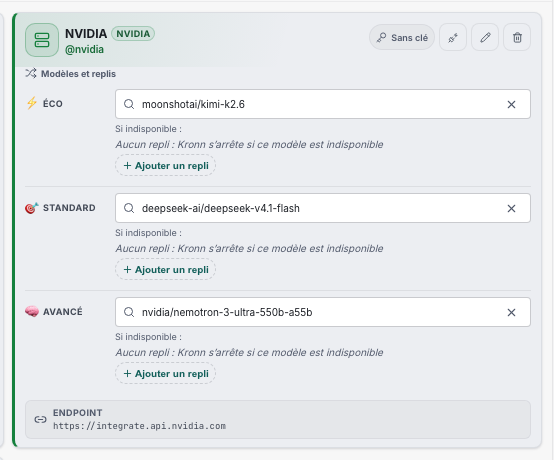 NVIDIA NVIDIA
@nvidia
Sans clé
Modèles et replis
ÉCO
moonshotai/kimi-k2.6
Si indisponible :
Aucun repli : Kronn s'arrête si ce modèle est indisponible
+ Ajouter un repli
STANDARD
deepseek-ai/deepseek-v4.1-flash
Si indisponible :
Aucun repli : Kronn s'arrête si ce modèle est indisponible
+ Ajouter un repli
AVANCÉ
nvidia/nemotron-3-ultra-550b-a55b
Si indisponible :
Aucun repli : Kronn s'arrête si ce modèle est indisponible
+ Ajouter un repli
ENDPOINT
https://integrate.api.nvidia.com